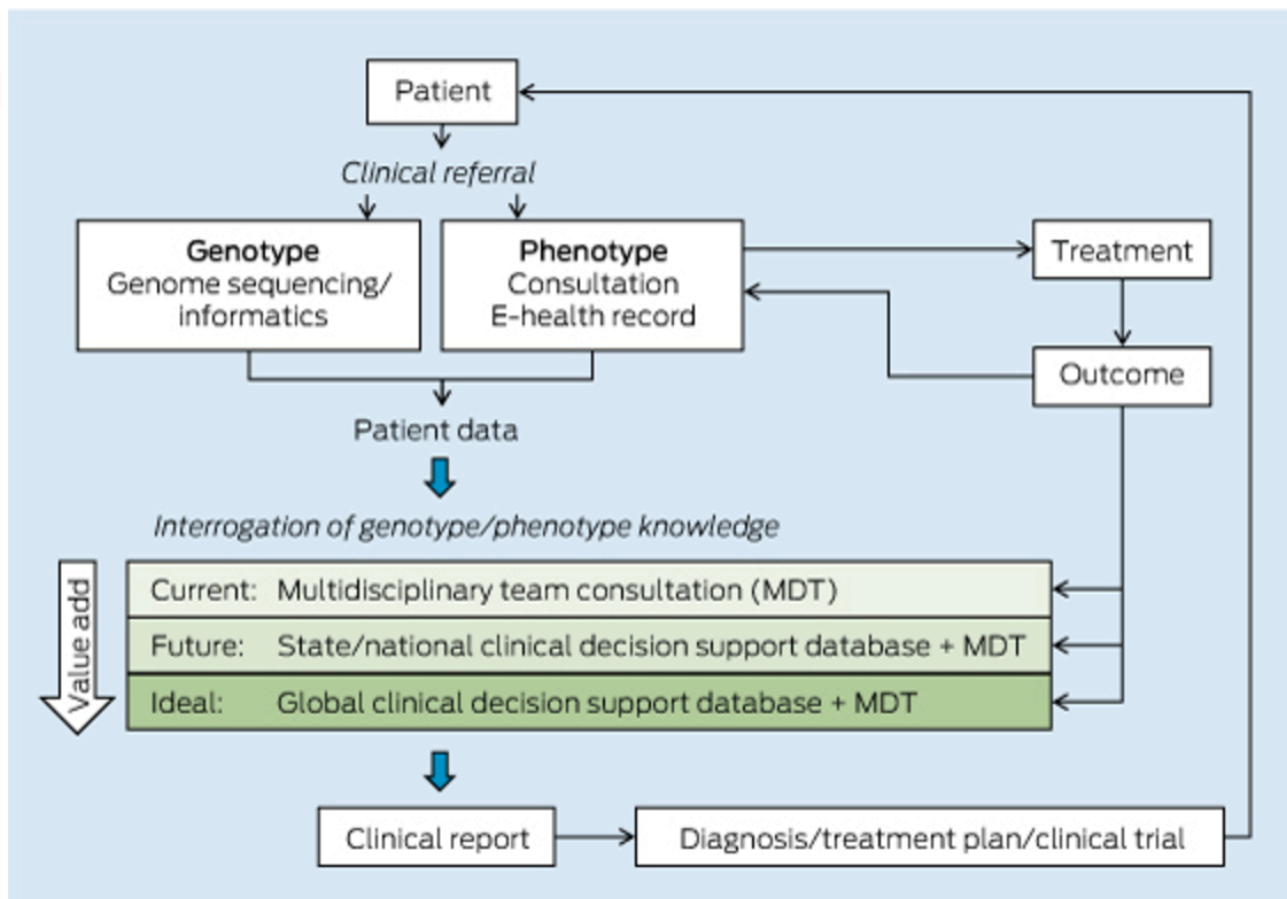 Patient
Clinical referral
Genotype
Genome sequencing/
informatics
Phenotype
Consultation
E-health record
Treatment
Outcome
Patient data
Interrogation of genotype/phenotype knowledge
Value add
Current: Multidisciplinary team consultation (MDT)
Future: State/national clinical decision support database + MDT
Ideal: Global clinical decision support database + MDT
Clinical report
Diagnosis/treatment plan/clinical trial